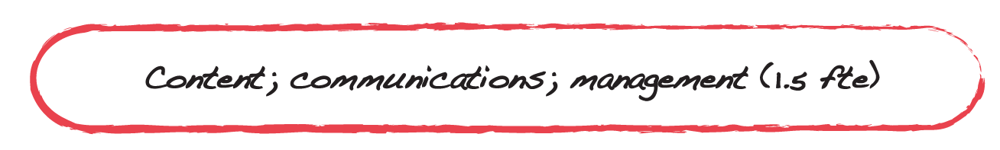 Content; communications; management (1.5 fte)